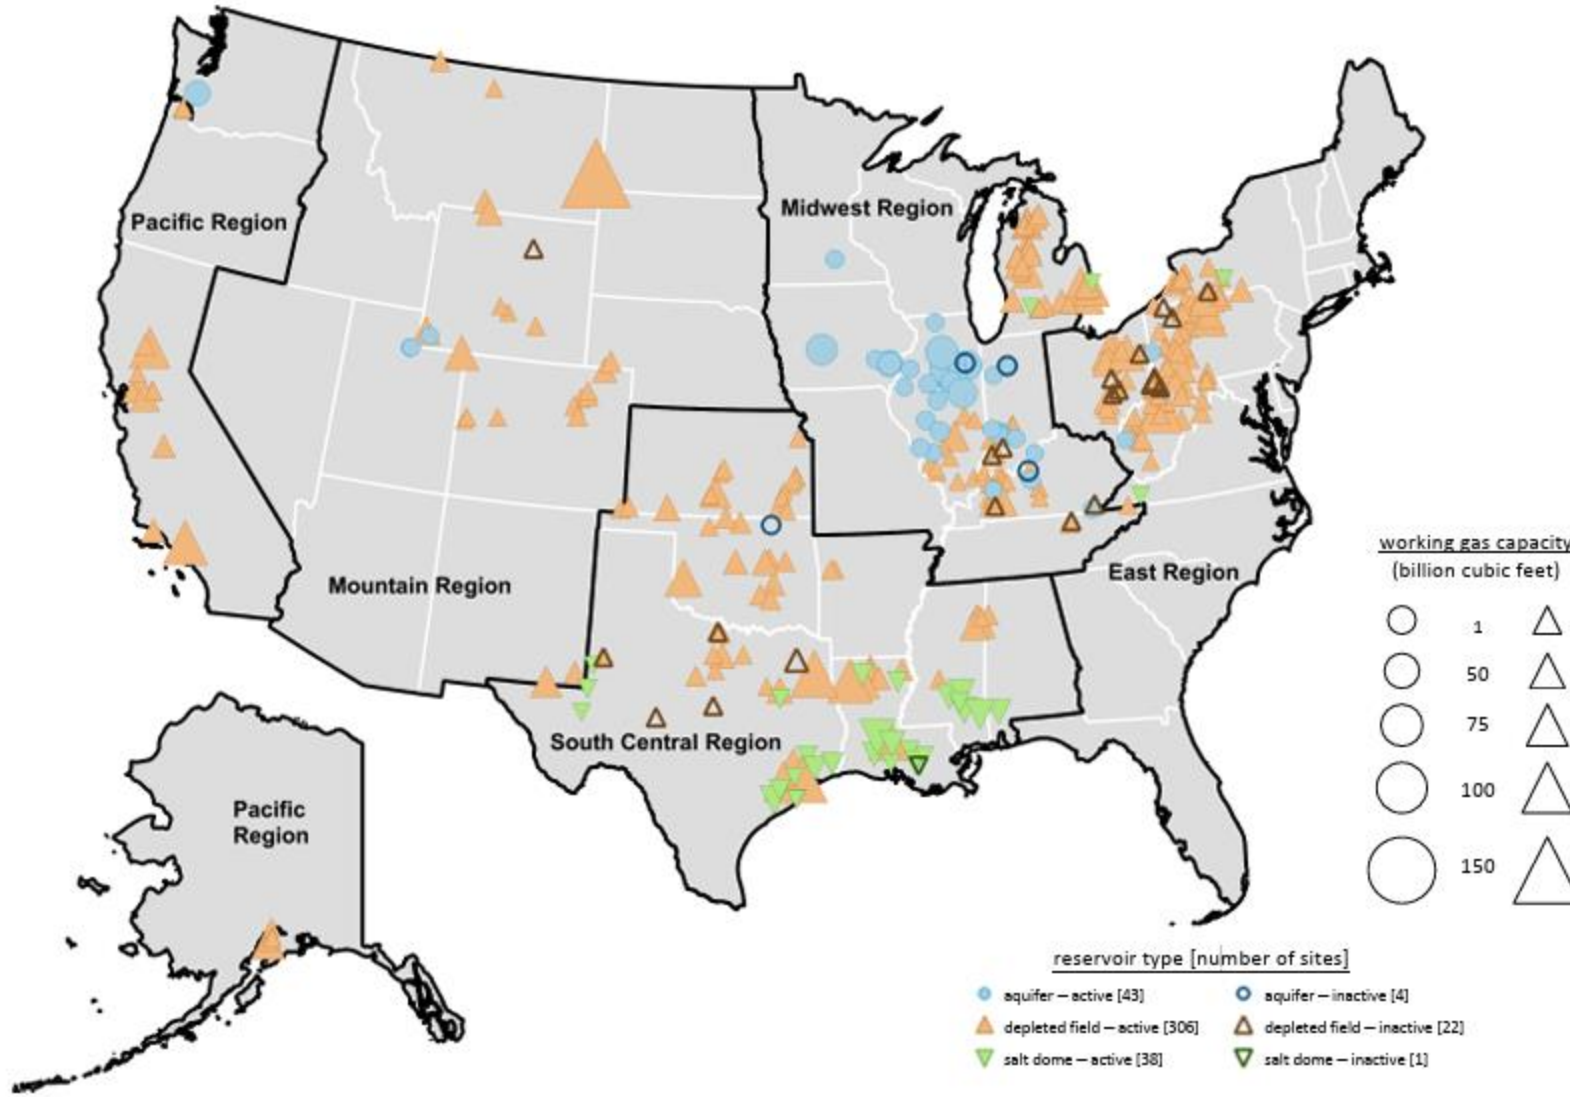 Pacific Region
Midwest Region
Mountain Region
East Region
South Central Region
Pacific
Region
working gas capacity
(billion cubic feet)
1
50
75
100
150
reservoir type [number of sites]
aquifer – active [43]
aquifer – inactive [4]
depleted field – active [306]
depleted field – inactive [22]
salt dome – active [38]
salt dome – inactive [1]